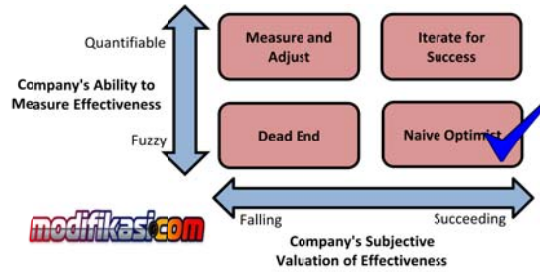 Quantifiable
Measure and
Adjust
Iterate for
Success
Company's Ability to
Measure Effectiveness
Fuzzy
Dead End
Naive Optimist
modifikasi.com
Falling
Succeeding
Company's Subjective
Valuation of Effectiveness